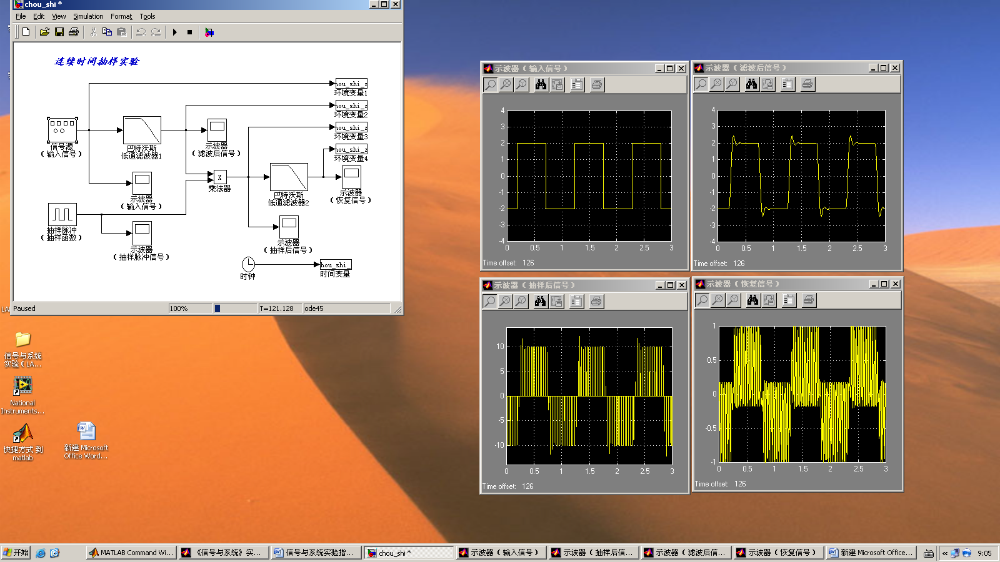 chou_shi *
File Edit View Simulation Format Tools
连续时间抽样实验
hou_shi_z
环境变量1
hou_shi_z
环境变量2
hou_shi_z
环境变量3
hou_shi_z
环境变量4
信号源
（输入信号）
巴特沃斯
低通滤波器1
示波器
（滤波后信号）
示波器
（输入信号）
X
乘法器
巴特沃斯
低通滤波器2
示波器
（恢复信号）
抽样脉冲
（抽样函数）
示波器
（抽样脉冲信号）
示波器
（抽样后信号）
时钟
hou_shi_
时间变量
Paused 100% T=121.128 ode45
示波器（输入信号）
4
3
2
1
0
-1
-2
-3
-4
0 0.5 1 1.5 2 2.5 3
Time offset: 126
示波器（滤波后信号）
4
3
2
1
0
-1
-2
-3
-4
0 0.5 1 1.5 2 2.5 3
Time offset: 126
示波器（抽样后信号）
10
5
0
-5
-10
0 0.5 1 1.5 2 2.5 3
Time offset: 126
示波器（恢复信号）
1
0.5
0
-0.5
-1
0 0.5 1 1.5 2 2.5 3
Time offset: 126
LA
信号与系统
实验（LA...
National
Instruments...
快捷方式 到
matlab
新建 Microsoft
Office Word...
开始 MATLAB Command Wi... 《信号与系统》实... 信号与系统实验指... chou_shi * 示波器（输入信号） 示波器（抽样后信... 示波器（滤波后信... 示波器（恢复信号） 新建 Microsoft Office... « 9:05